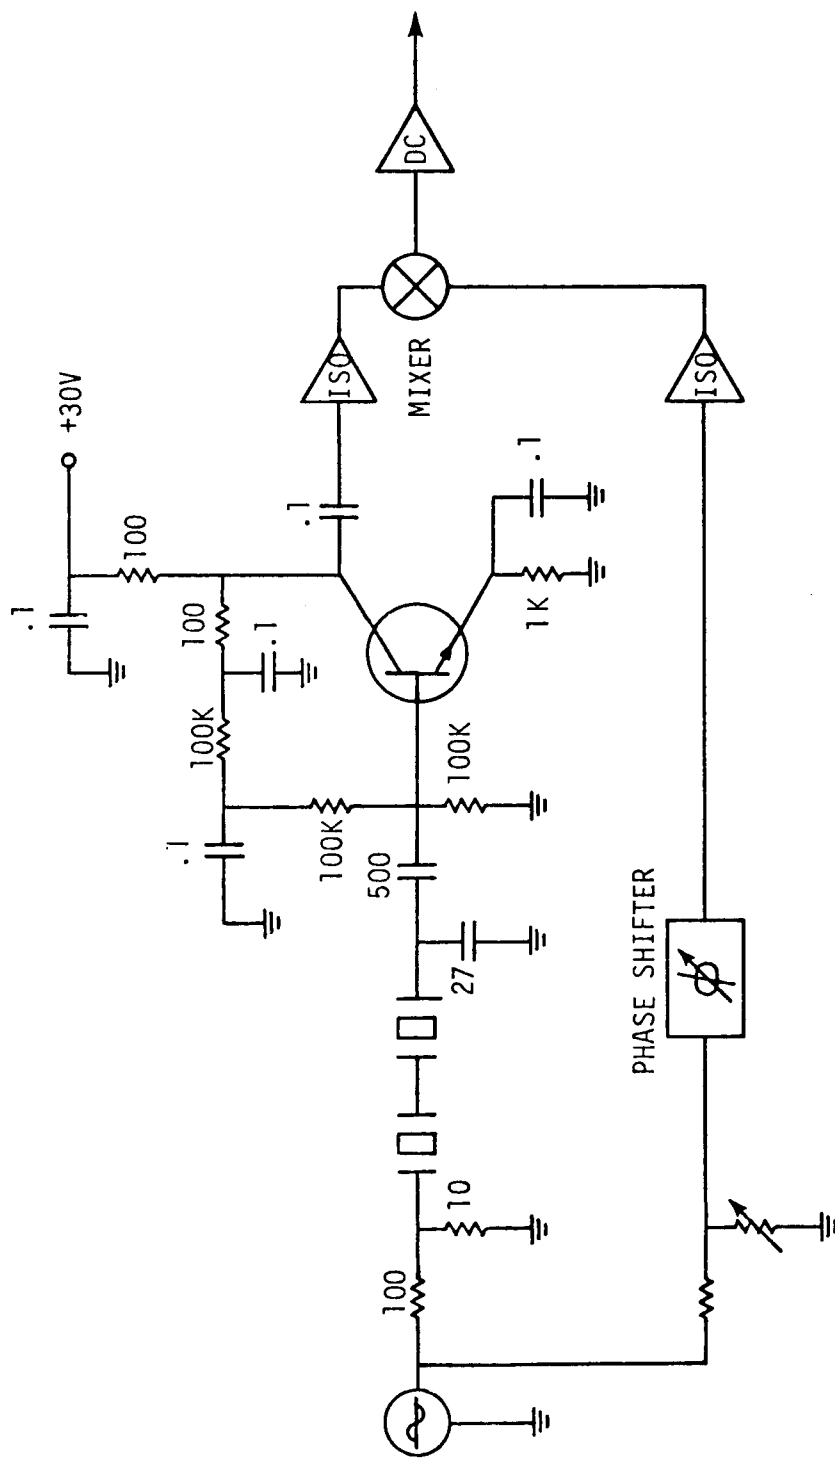 +30V
.1
100
100
.1
100K
.1
100K
100K
500
27
10
100
.1
ISO
MIXER
DC
.1
1K
ISO
PHASE SHIFTER